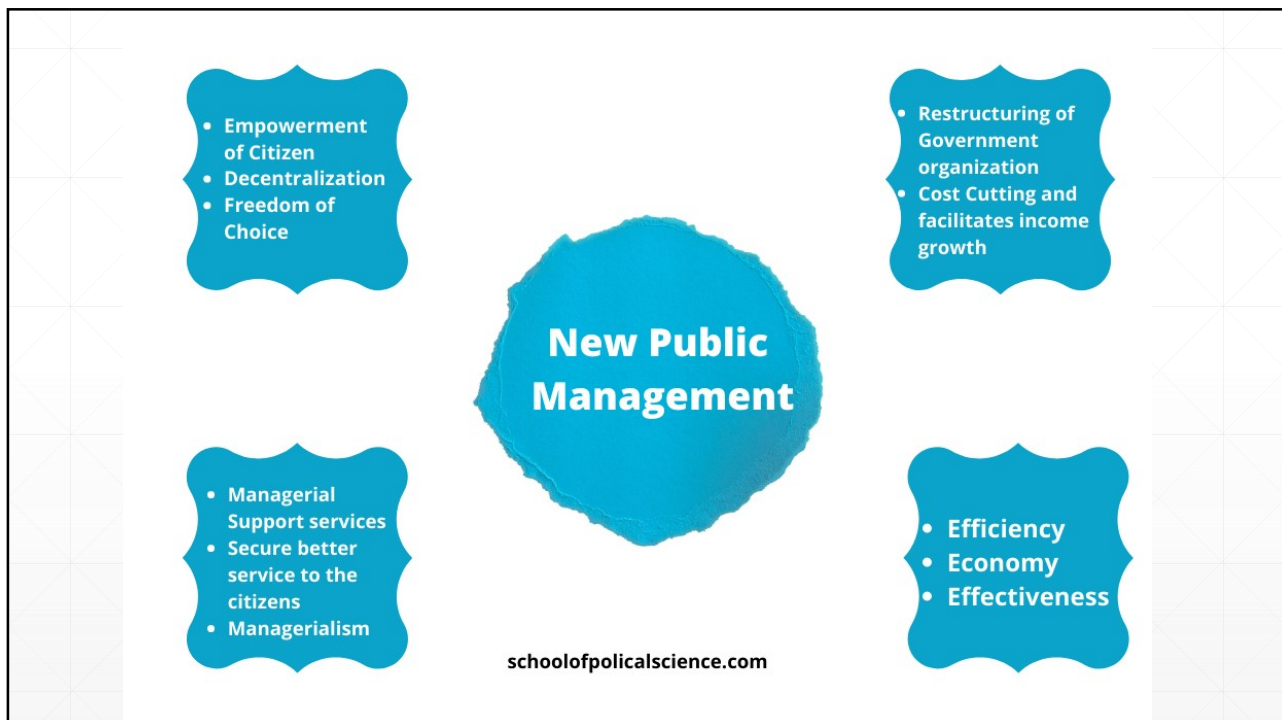 • Empowerment
of Citizen
• Decentralization
• Freedom of
Choice
• Restructuring of
Government
organization
• Cost Cutting and
facilitates income
growth
New Public
Management
• Managerial
Support services
• Secure better
service to the
citizens
• Managerialism
• Efficiency
• Economy
• Effectiveness
schoolofpolicalscience.com